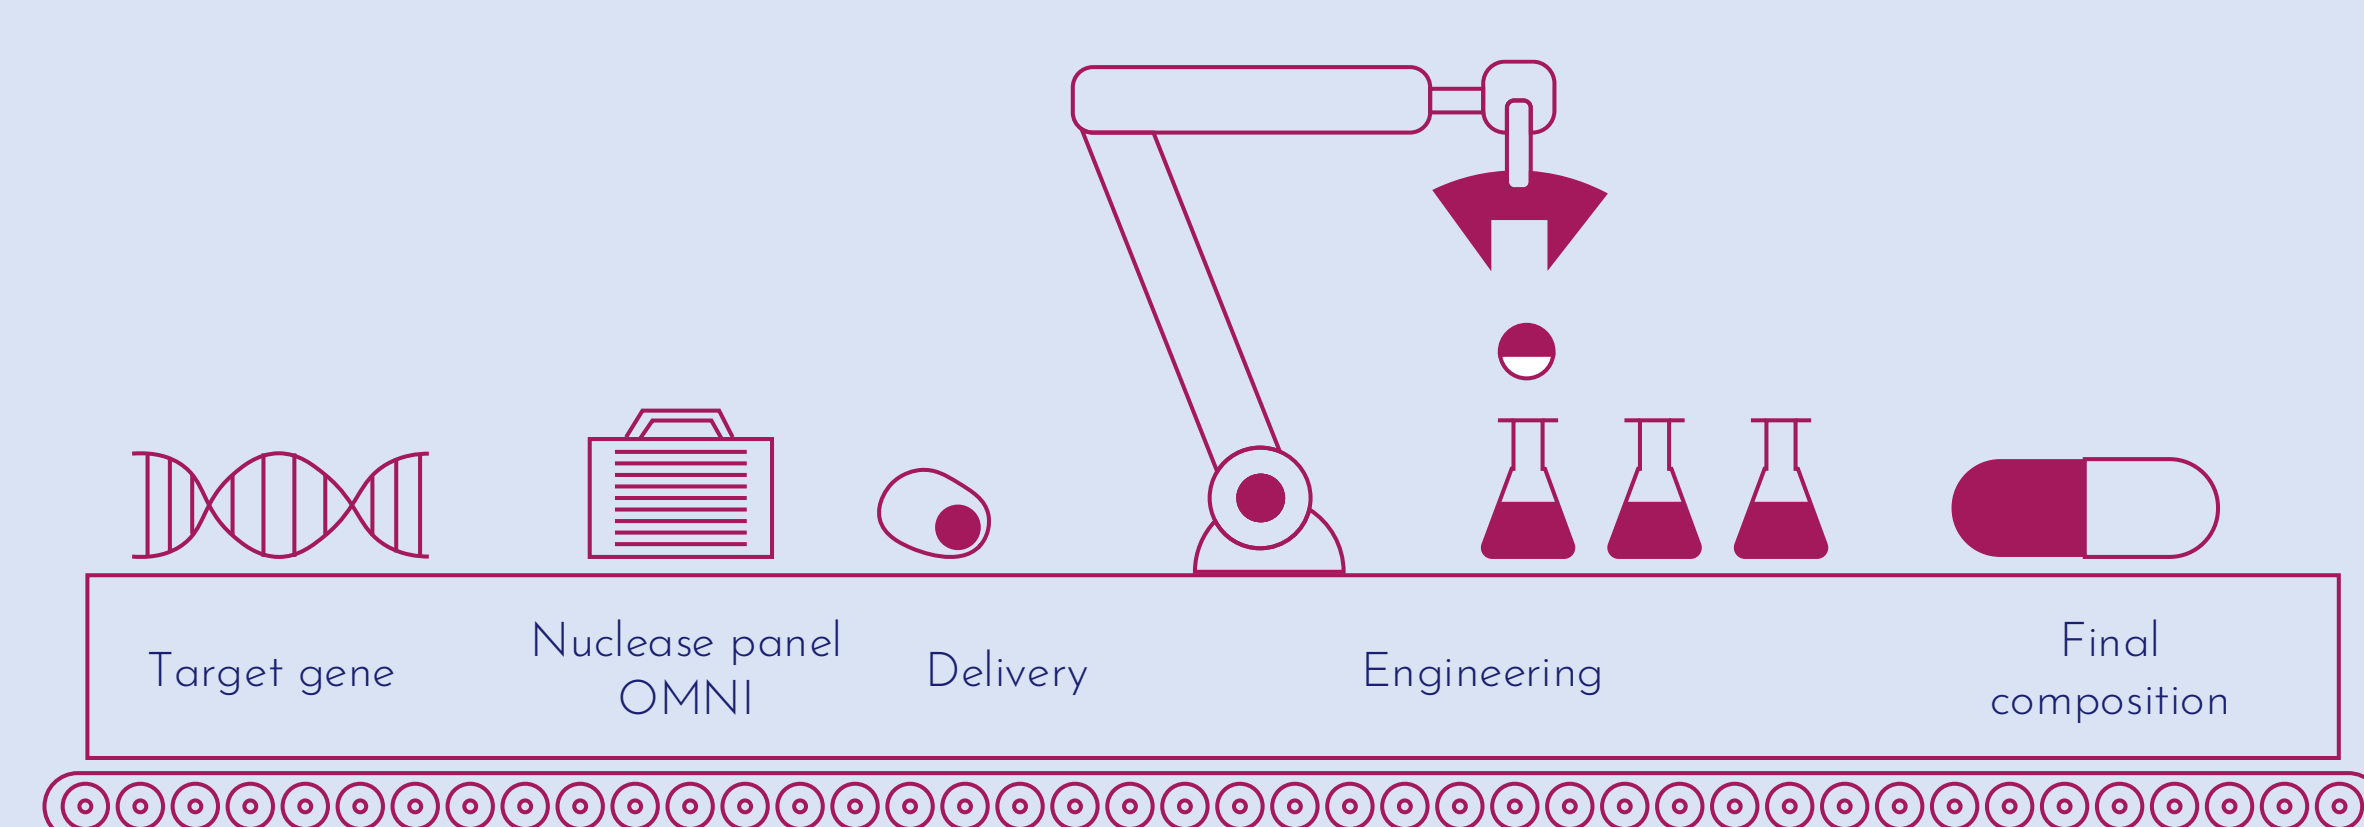 Target gene
Nuclease panel
OMNI
Delivery
Engineering
Final
composition